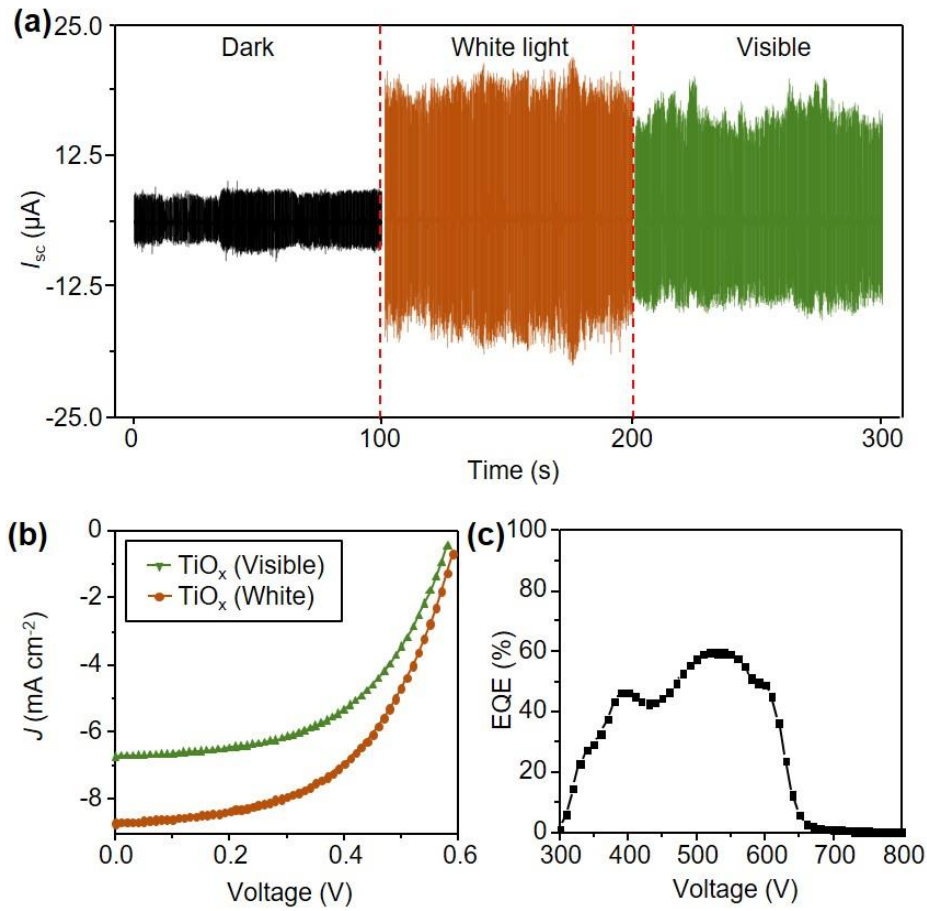 (a)
25.0
12.5
-12.5
-25.0
I_sc (μA)
Dark
White light
Visible
0
100
200
300
Time (s)
(b)
0
-2
-4
-6
-8
J (mA cm⁻²)
TiOₓ (Visible)
TiOₓ (White)
0.0
0.2
0.4
0.6
Voltage (V)
(c)
100
80
60
40
20
0
EQE (%)
300
400
500
600
700
800
Voltage (V)